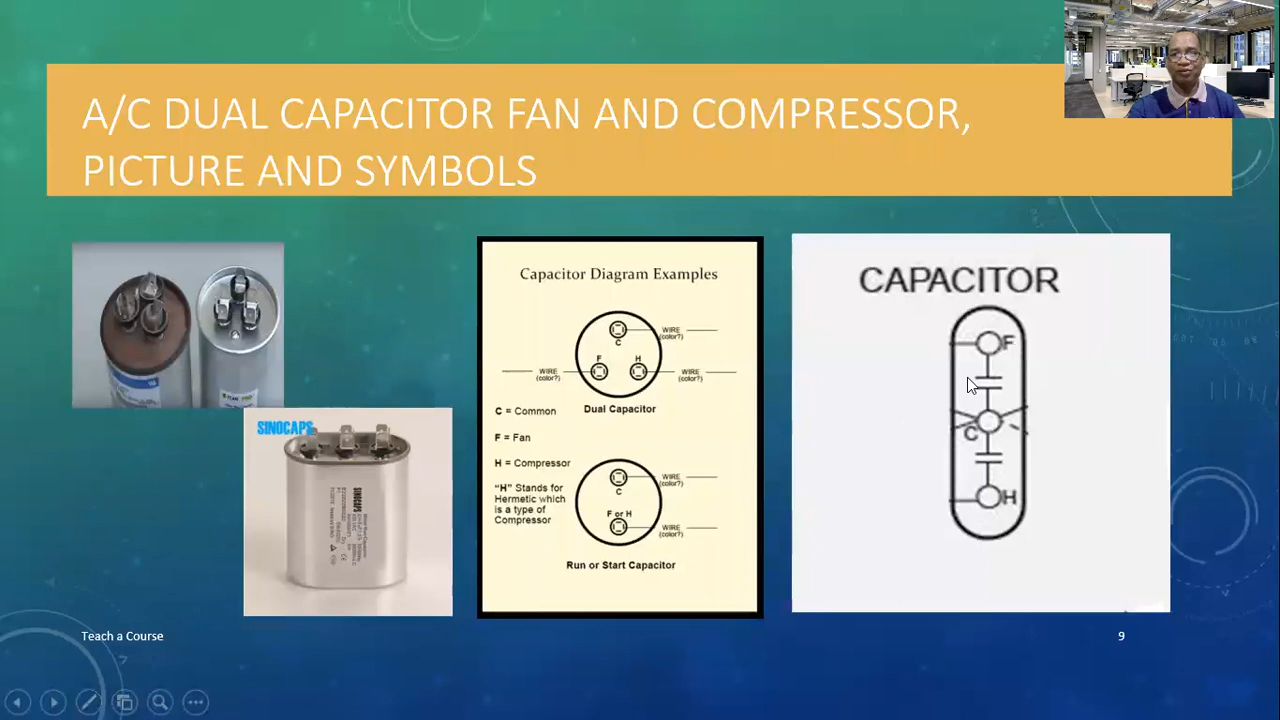 A/C DUAL CAPACITOR FAN AND COMPRESSOR,
PICTURE AND SYMBOLS
SINOCAPS
SINOCAPS
Capacitor Diagram Examples
WIRE
(color?)
C
F
H
WIRE
(color?)
WIRE
(color?)
Dual Capacitor
C = Common
F = Fan
H = Compressor
"H" Stands for
Hermetic which
is a type of
Compressor
WIRE
(color?)
C
F or H
WIRE
(color?)
Run or Start Capacitor
CAPACITOR
F
C
H
Teach a Course
9